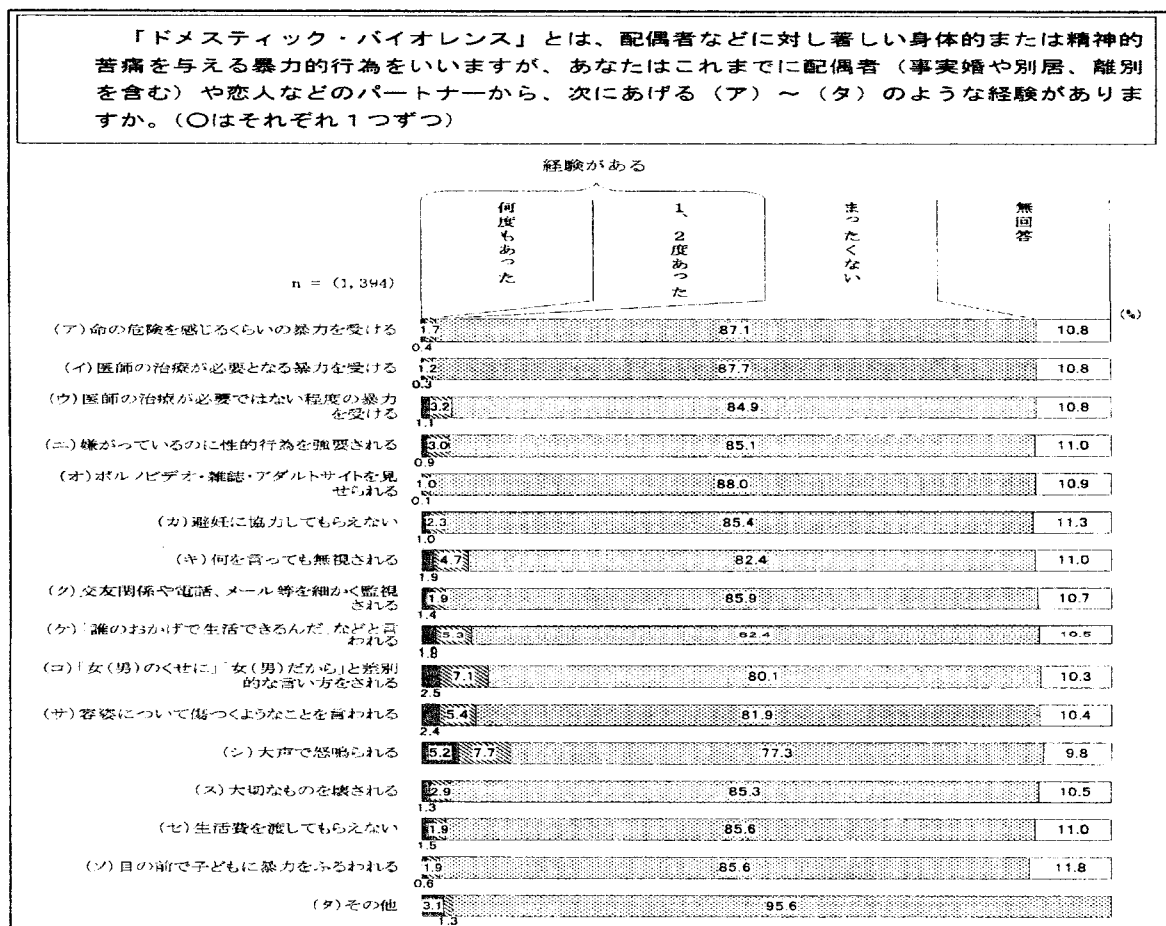 「ドメスティック・バイオレンス」とは、配偶者などに対し著しい身体的または精神的
苦痛を与える暴力的行為をいいますが、あなたはこれまでに配偶者（事実婚や別居、離別
を含む）や恋人などのパートナーから、次にあげる（ア）～（タ）のような経験がありま
すか。（○はそれぞれ１つずつ）
経験がある
何度もあった
１、２度あった
まったくない
無回答
n = (1,394)
(%)
(ア)命の危険を感じるくらいの暴力を受ける
1.7 87.1 10.8
0.4
(イ)医師の治療が必要となる暴力を受ける
1.2 87.7 10.8
0.3
(ウ)医師の治療が必要ではない程度の暴力
を受ける
3.2 84.9 10.8
1.1
(ニ)嫌がっているのに性的行為を強要される
3.0 85.1 11.0
0.9
(オ)ポルノビデオ・雑誌・アダルトサイトを見
せられる
1.0 88.0 10.9
0.1
(カ)避妊に協力してもらえない
2.3 85.4 11.3
1.0
(キ)何を言っても無視される
4.7 82.4 11.0
1.9
(ク)交友関係や電話、メール等を細かく監視
される
1.9 85.9 10.7
1.4
(ケ)「誰のおかげで生活できるんだ」などと言
われる
5.3 82.4 10.5
1.8
(コ)「女(男)のくせに」「女(男)だから」と差別
的な言い方をされる
7.1 80.1 10.3
2.5
(サ)容姿について傷つくようなことを言われる
5.4 81.9 10.4
2.4
(シ)大声で怒鳴られる
5.2 7.7 77.3 9.8
(ス)大切なものを壊される
2.9 85.3 10.5
1.3
(セ)生活費を渡してもらえない
1.9 85.6 11.0
1.5
(ソ)目の前で子どもに暴力をふるわれる
1.9 85.6 11.8
0.6
(タ)その他
3.1 95.6
1.3